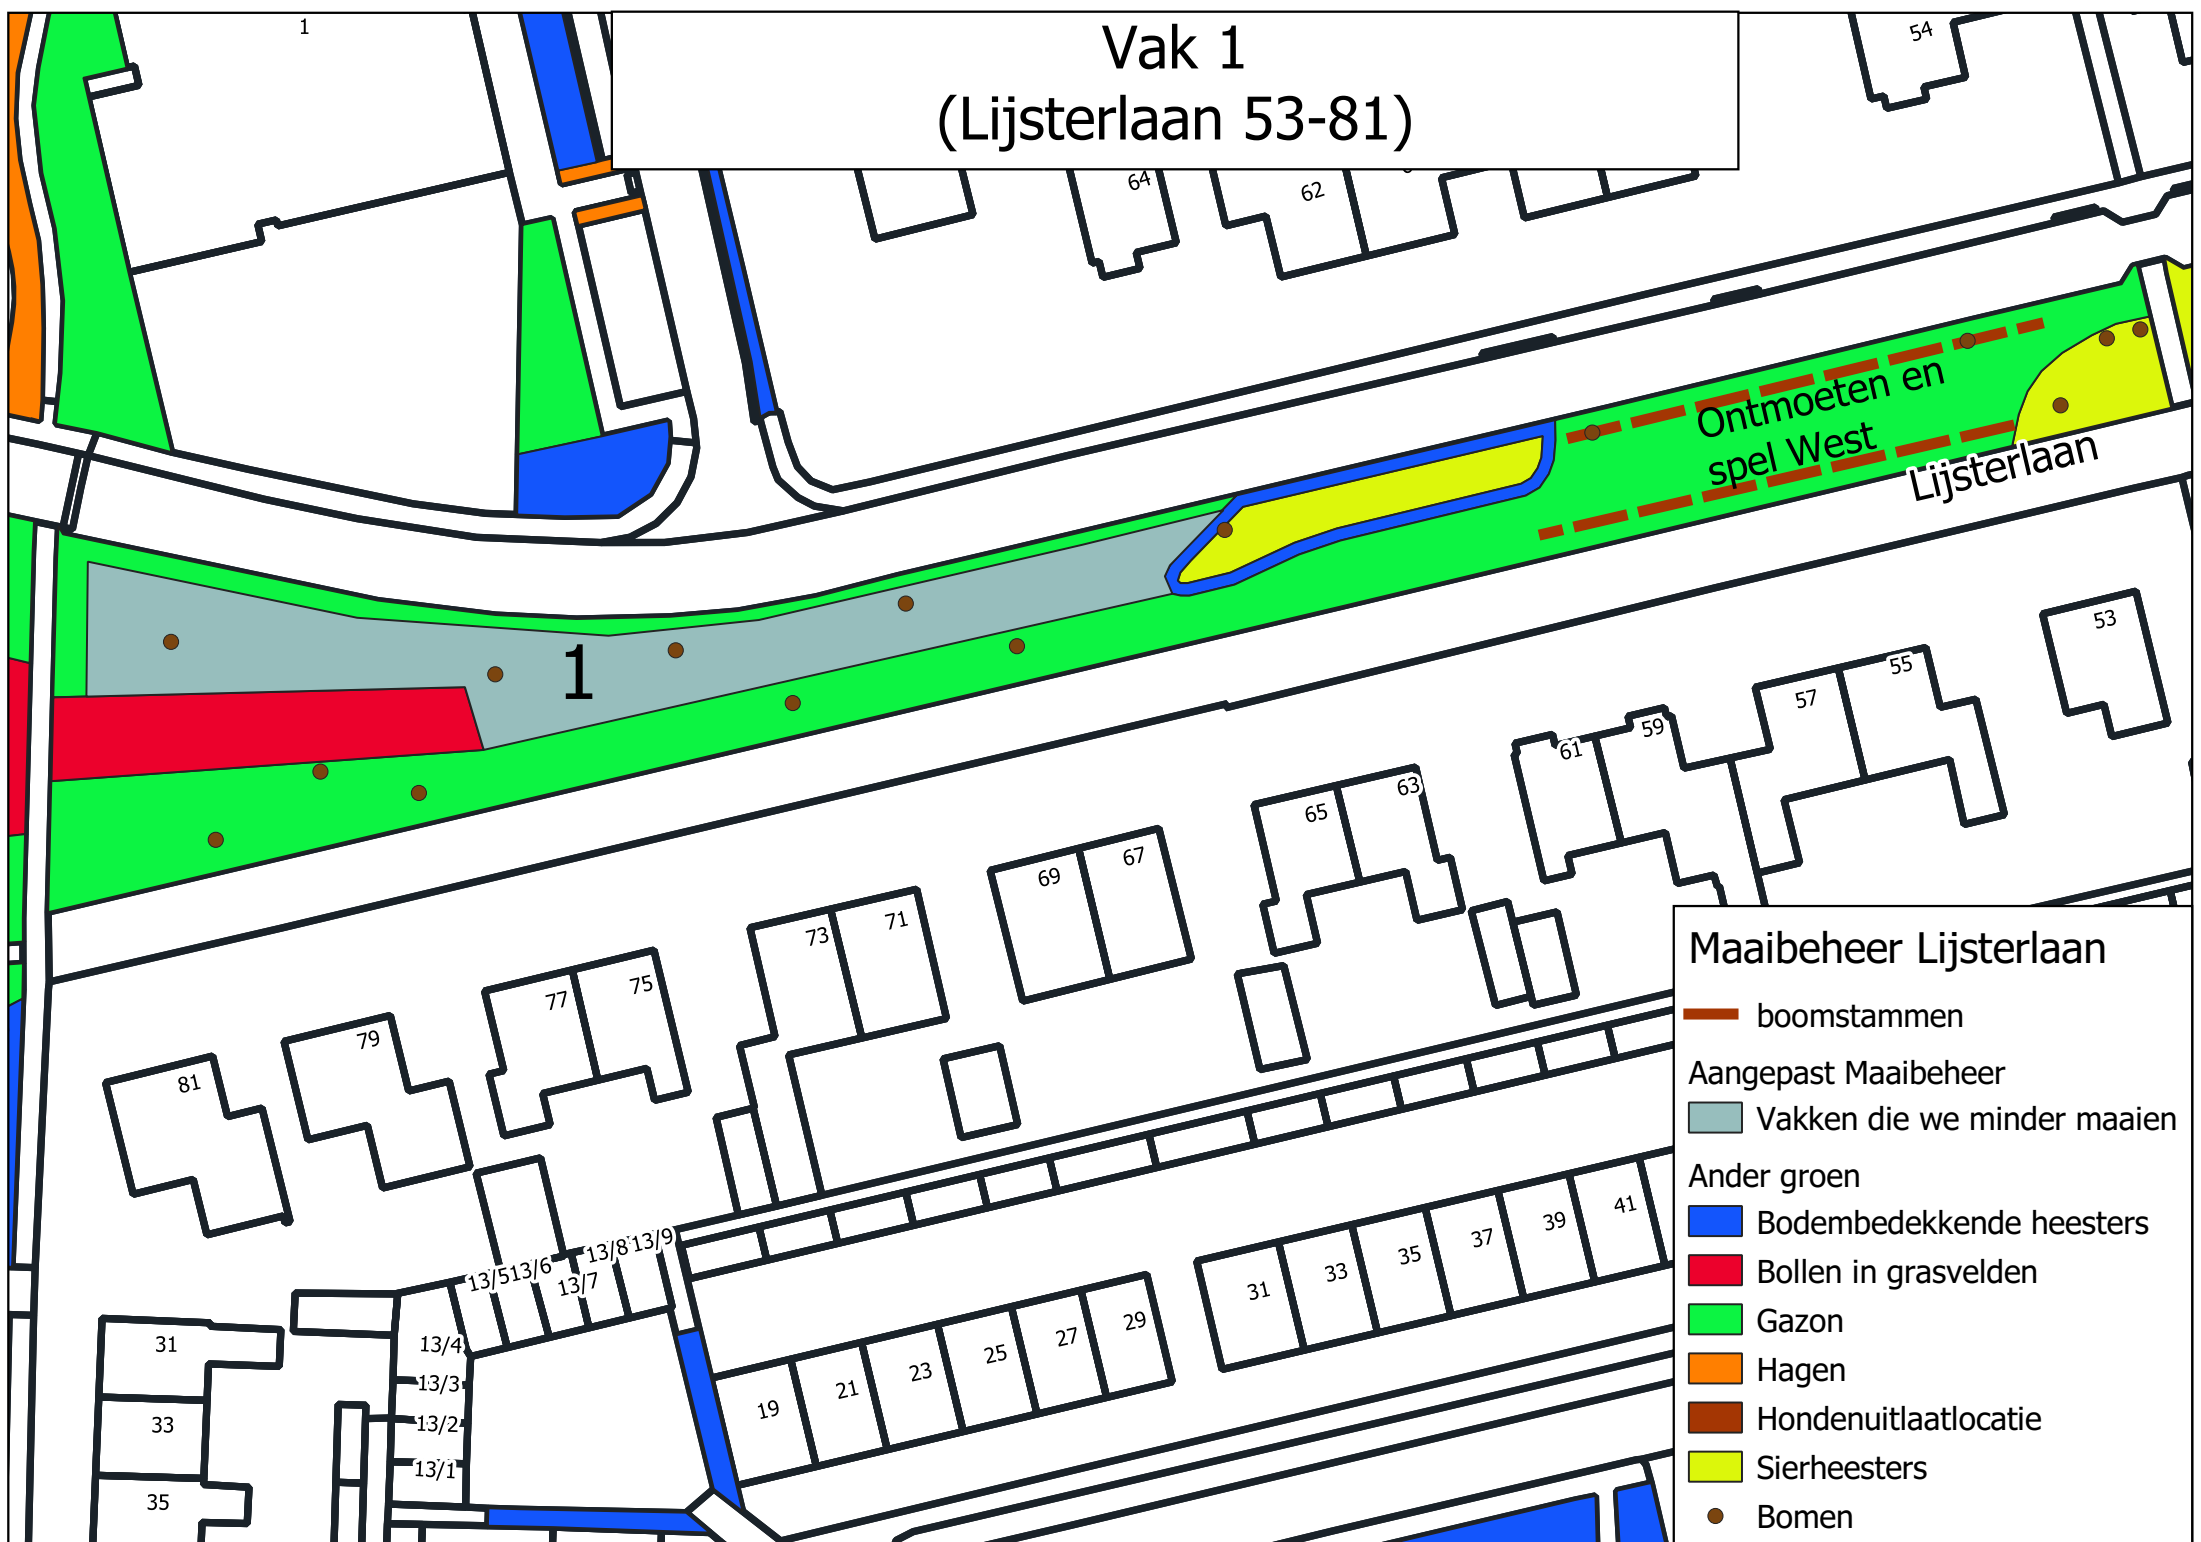 Vak 1
(Lijsterlaan 53-81)
1
54
64
62
Ontmoeten en
spel West
Lijsterlaan
1
53
55
57
59
61
63
65
67
69
71
73
75
77
79
81
13/5
13/6
13/7
13/8
13/9
13/4
13/3
13/2
13/1
31
33
35
19
21
23
25
27
29
31
33
35
37
39
41
Maaibeheer Lijsterlaan
boomstammen
Aangepast Maaibeheer
Vakken die we minder maaien
Ander groen
Bodembedekkende heesters
Bollen in grasvelden
Gazon
Hagen
Hondenuitlaatlocatie
Sierheesters
Bomen